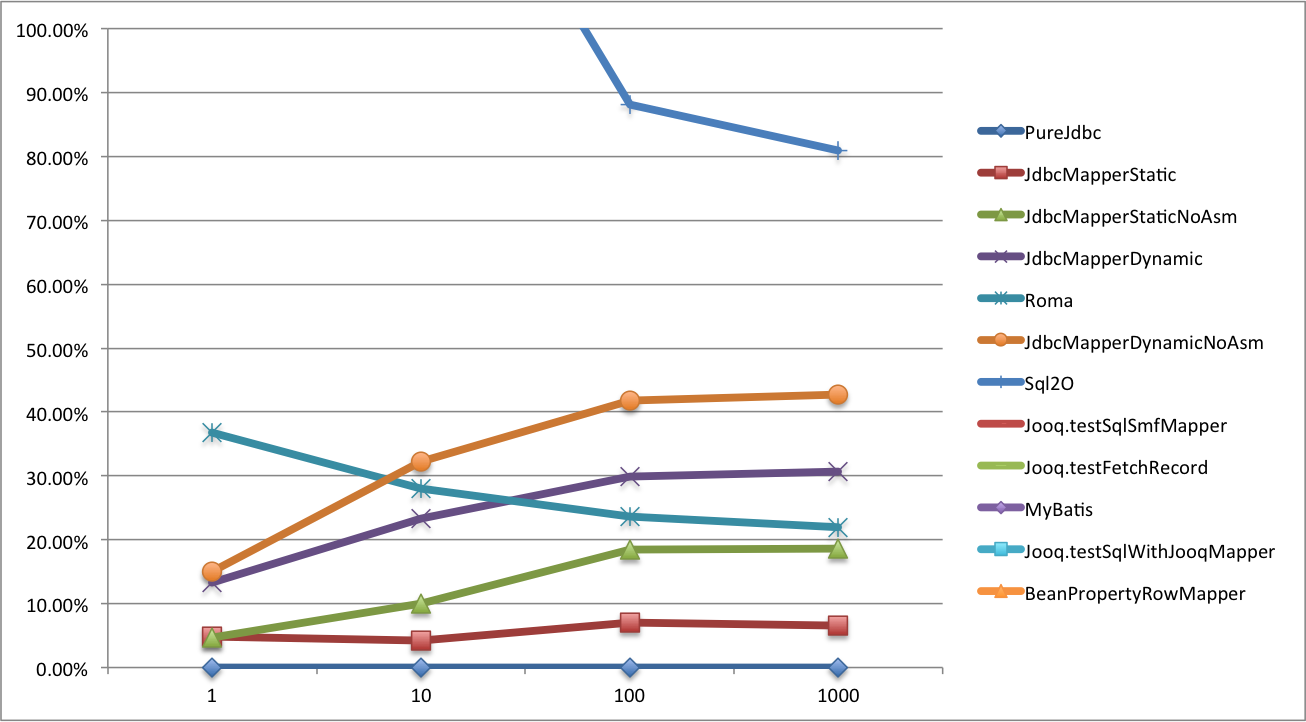 100.00%
90.00%
80.00%
70.00%
60.00%
50.00%
40.00%
30.00%
20.00%
10.00%
0.00%
1 10 100 1000
PureJdbc
JdbcMapperStatic
JdbcMapperStaticNoAsm
JdbcMapperDynamic
Roma
JdbcMapperDynamicNoAsm
Sql2O
Jooq.testSqlSmfMapper
Jooq.testFetchRecord
MyBatis
Jooq.testSqlWithJooqMapper
BeanPropertyRowMapper